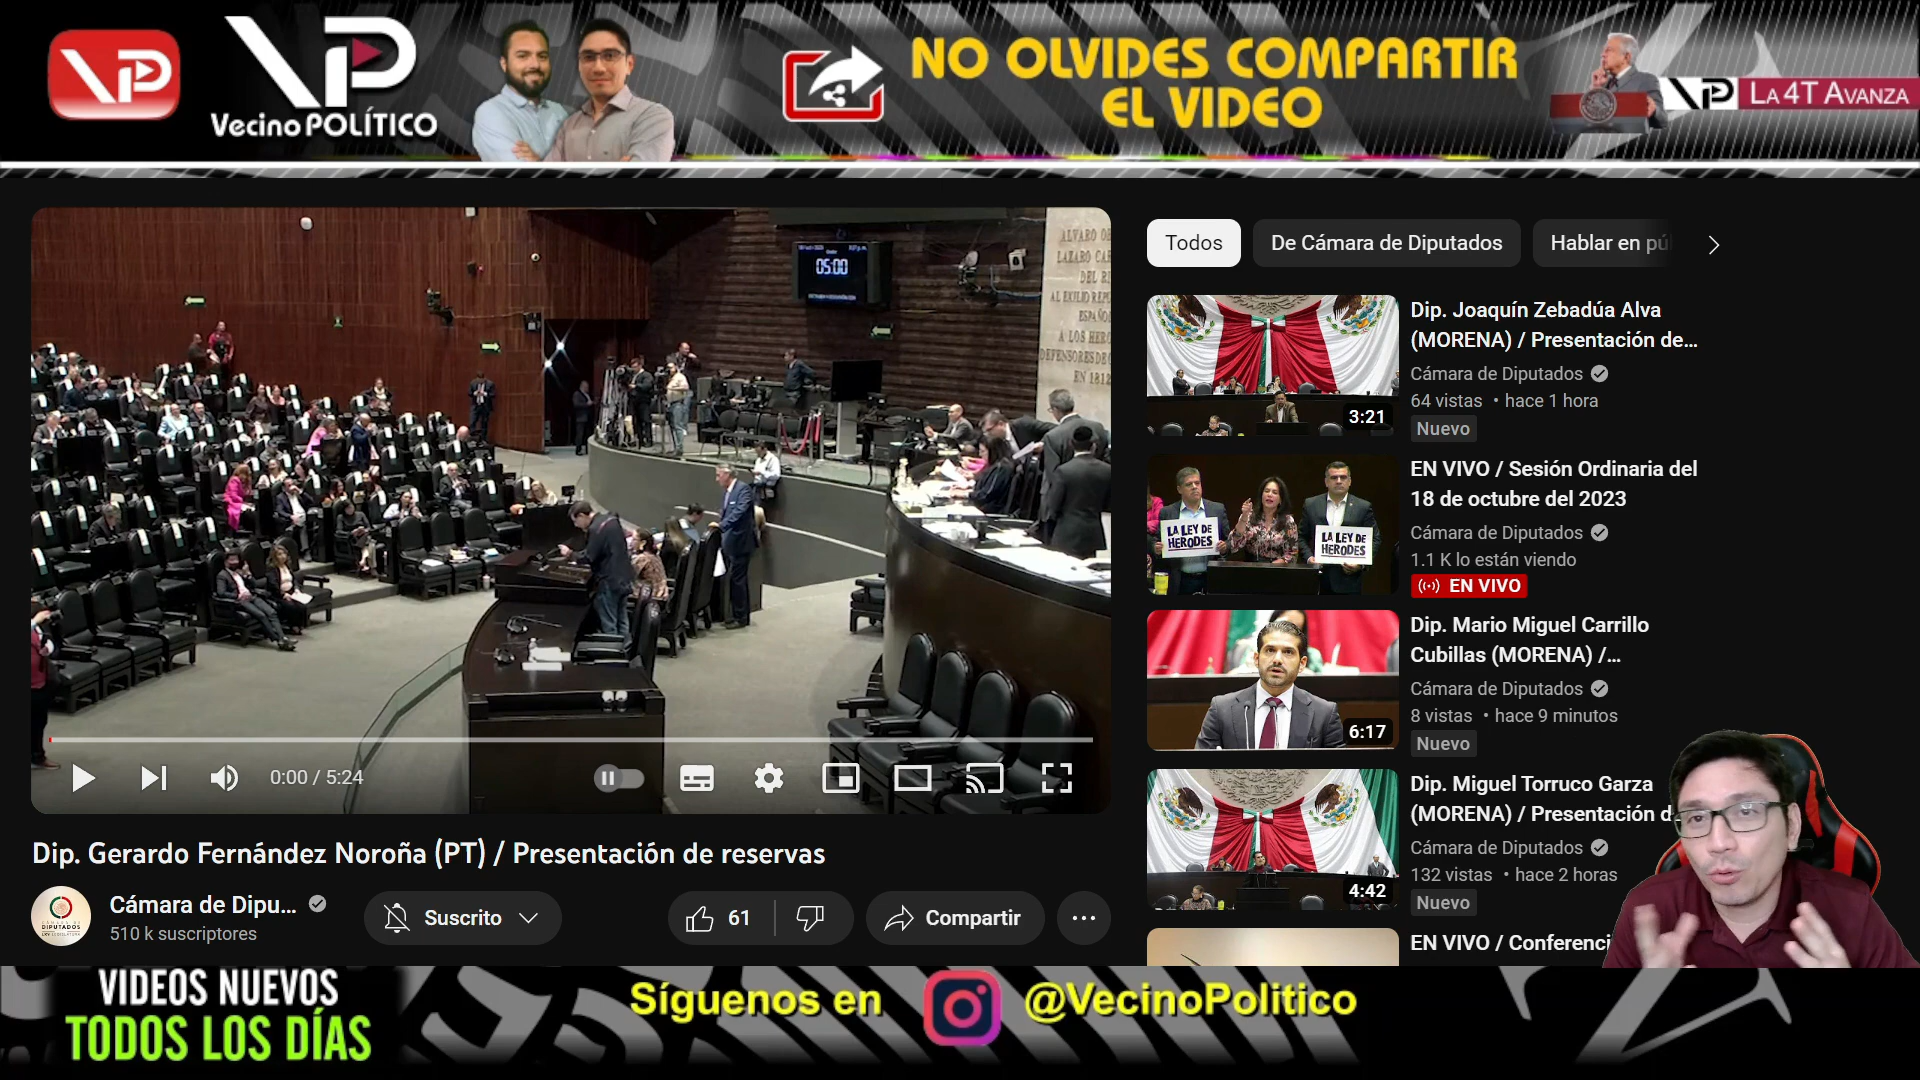 VP
VP
Vecino POLÍTICO
NO OLVIDES COMPARTIR
EL VIDEO
VP LA 4T AVANZA
05:00
Todos
De Cámara de Diputados
Hablar en pú
Dip. Joaquín Zebadúa Alva
(MORENA) / Presentación de...
Cámara de Diputados
64 vistas • hace 1 hora
Nuevo
3:21
EN VIVO / Sesión Ordinaria del
18 de octubre del 2023
Cámara de Diputados
1.1 K lo están viendo
EN VIVO
LA LEY DE
HERODES
LA LEY DE
HERODES
Dip. Mario Miguel Carrillo
Cubillas (MORENA) /...
Cámara de Diputados
8 vistas • hace 9 minutos
Nuevo
6:17
Dip. Miguel Torruco Garza
(MORENA) / Presentación d
Cámara de Diputados
132 vistas • hace 2 horas
Nuevo
4:42
EN VIVO / Conferenci
0:00 / 5:24
Dip. Gerardo Fernández Noroña (PT) / Presentación de reservas
Cámara de Dipu...
510 k suscriptores
Suscrito
61
Compartir
VIDEOS NUEVOS
TODOS LOS DÍAS
Síguenos en
@VecinoPolitico